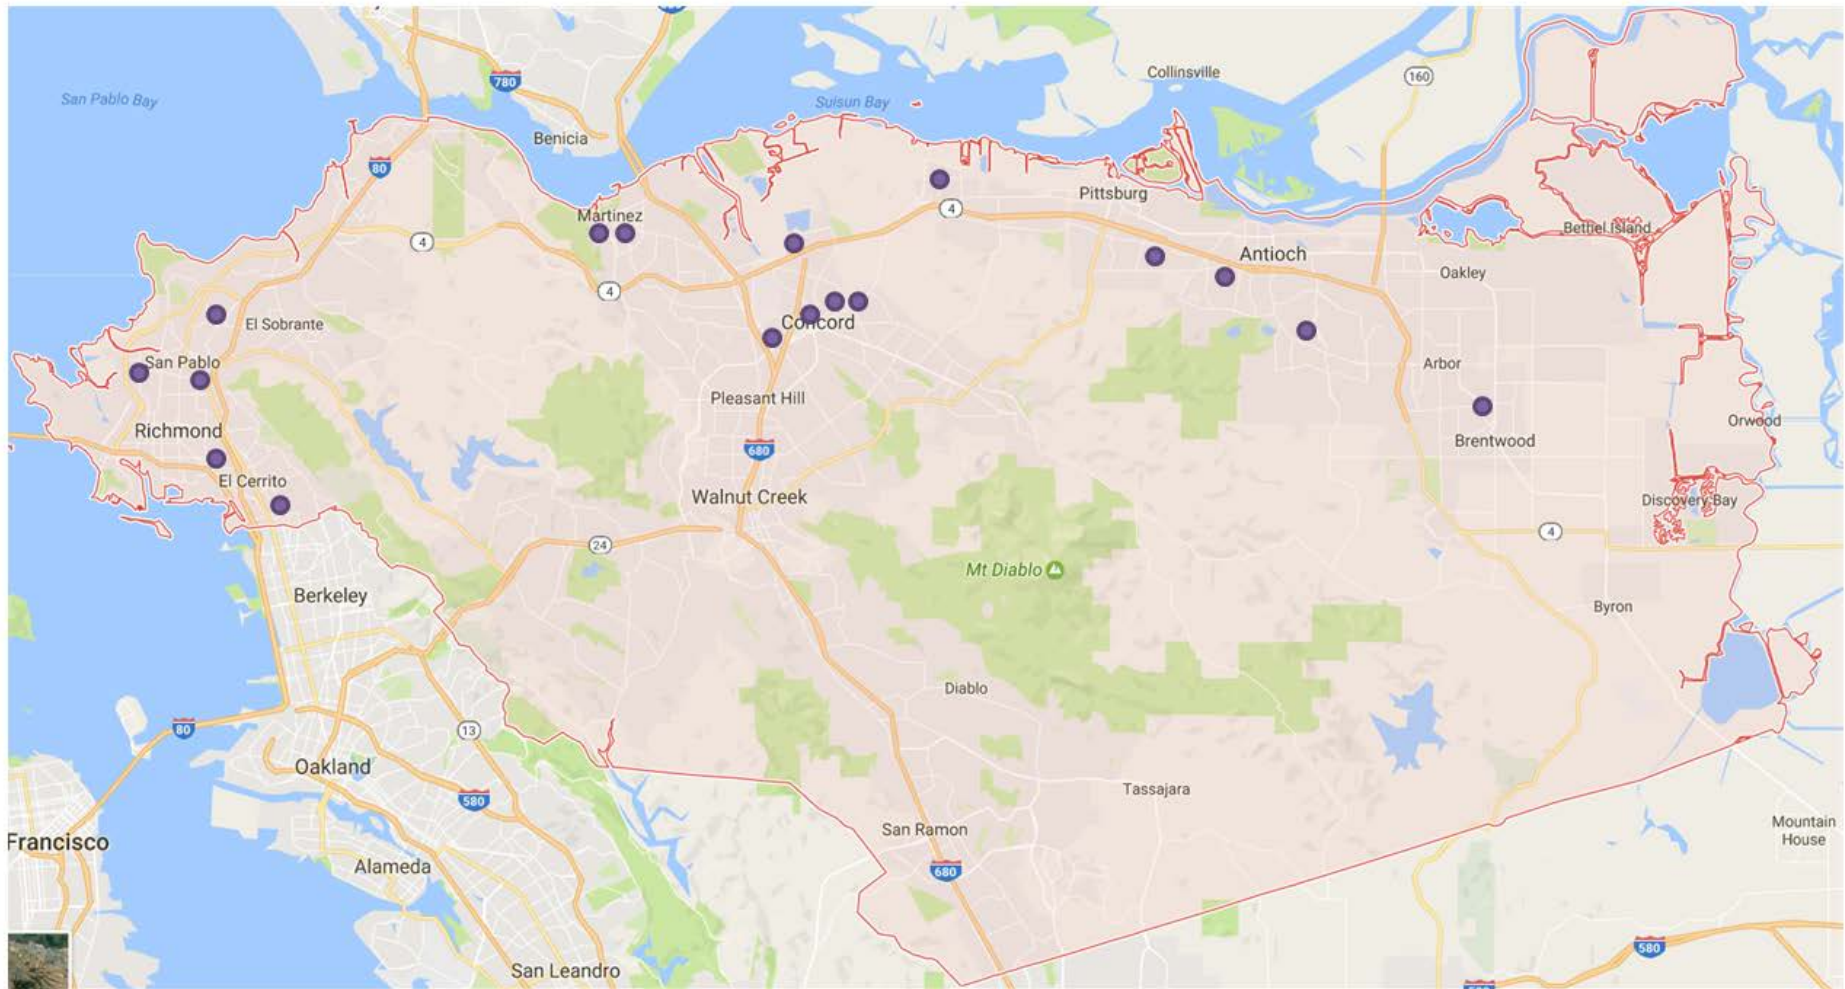 San Pablo Bay
780
Benicia
Suisun Bay
Collinsville
160
80
4
Martinez
4
4
Pittsburg
Antioch
Oakley
Bethel Island
El Sobrante
San Pablo
Richmond
El Cerrito
Concord
Pleasant Hill
680
Walnut Creek
Arbor
Brentwood
Orwood
Discovery Bay
24
4
Mt Diablo
Berkeley
Byron
Diablo
80
13
Oakland
580
Tassajara
San Ramon
680
Francisco
Alameda
Mountain
House
San Leandro
580